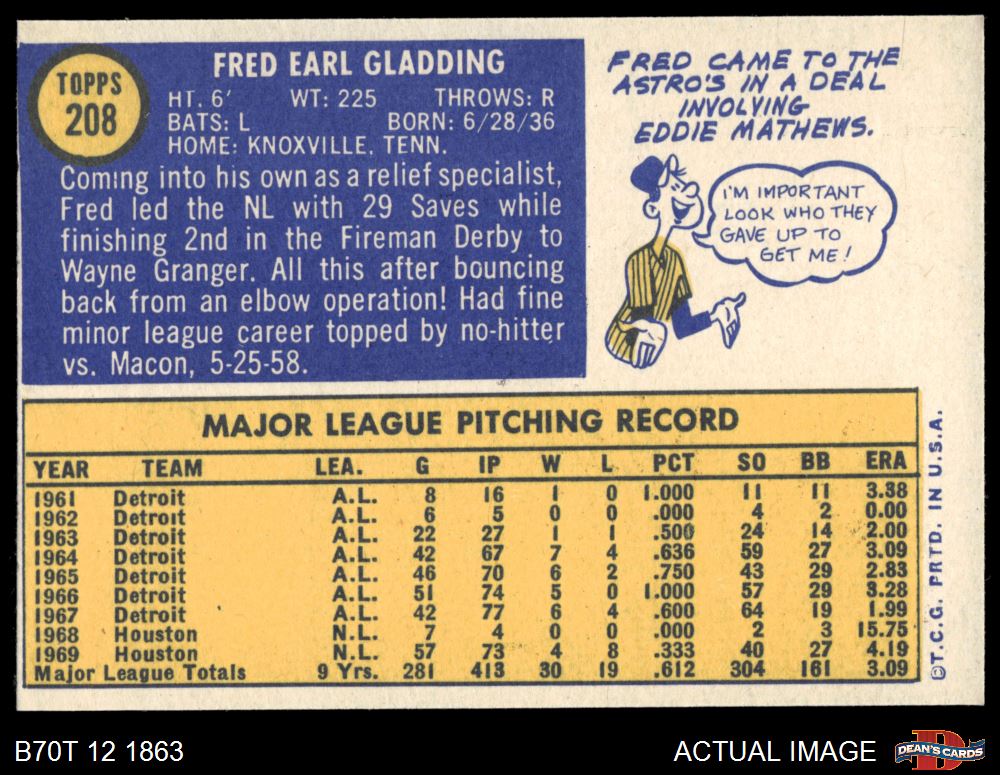 TOPPS
208
FRED EARL GLADDING
HT. 6' WT: 225 THROWS: R
BATS: L BORN: 6/28/36
HOME: KNOXVILLE, TENN.
Coming into his own as a relief specialist,
Fred led the NL with 29 Saves while
finishing 2nd in the Fireman Derby to
Wayne Granger. All this after bouncing
back from an elbow operation! Had fine
minor league career topped by no-hitter
vs. Macon, 5-25-58.
FRED CAME TO THE
ASTRO'S IN A DEAL
INVOLVING
EDDIE MATHEWS.
I'M IMPORTANT
LOOK WHO THEY
GAVE UP TO
GET ME!
MAJOR LEAGUE PITCHING RECORD
YEAR TEAM LEA. G IP W L PCT SO BB ERA
1961 Detroit A.L. 8 16 1 0 1.000 11 11 3.38
1962 Detroit A.L. 6 5 0 0 .000 4 2 0.00
1963 Detroit A.L. 22 27 1 1 .500 24 14 2.00
1964 Detroit A.L. 42 67 7 4 .636 59 27 3.09
1965 Detroit A.L. 46 70 6 2 .750 43 29 2.83
1966 Detroit A.L. 51 74 5 0 1.000 57 29 3.28
1967 Detroit A.L. 42 77 6 4 .600 64 19 1.99
1968 Houston N.L. 7 4 0 0 .000 2 3 15.75
1969 Houston N.L. 57 73 4 8 .333 40 27 4.19
Major League Totals 9 Yrs. 281 413 30 19 .612 304 161 3.09
©T.C.G. PRTD. IN U.S.A.
B70T 12 1863
ACTUAL IMAGE
D
DEAN'S CARDS